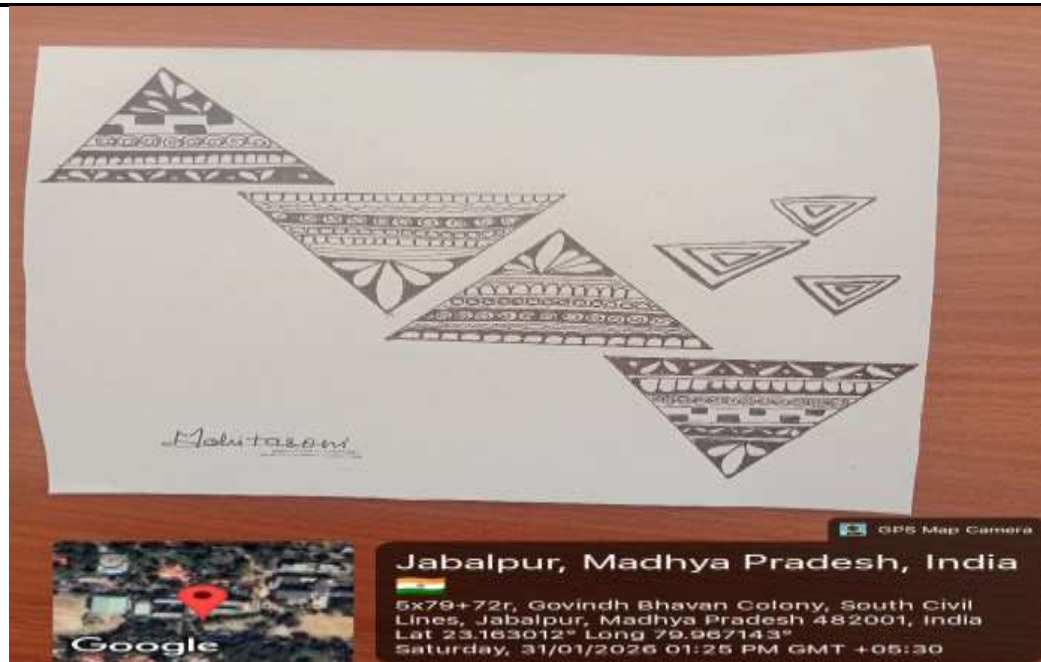 Mohitasoni
GPS Map Camera
Jabalpur, Madhya Pradesh, India
5x79+72r, Govindh Bhavan Colony, South Civil
Lines, Jabalpur, Madhya Pradesh 482001, India
Lat 23.163012° Long 79.967143°
Saturday, 31/01/2026 01:25 PM GMT +05:30
Google